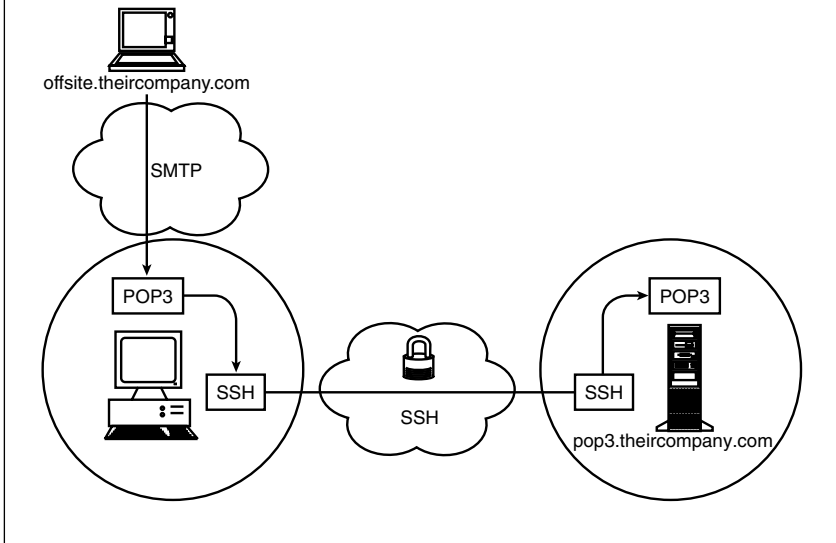 offsite.theircompany.com
SMTP
POP3
SSH
SSH
POP3
SSH
pop3.theircompany.com